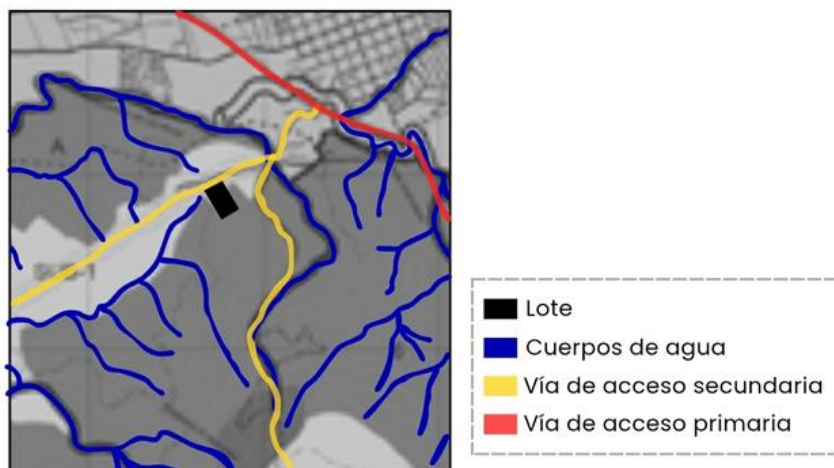 A
Lote
Cuerpos de agua
Vía de acceso secundaria
Vía de acceso primaria